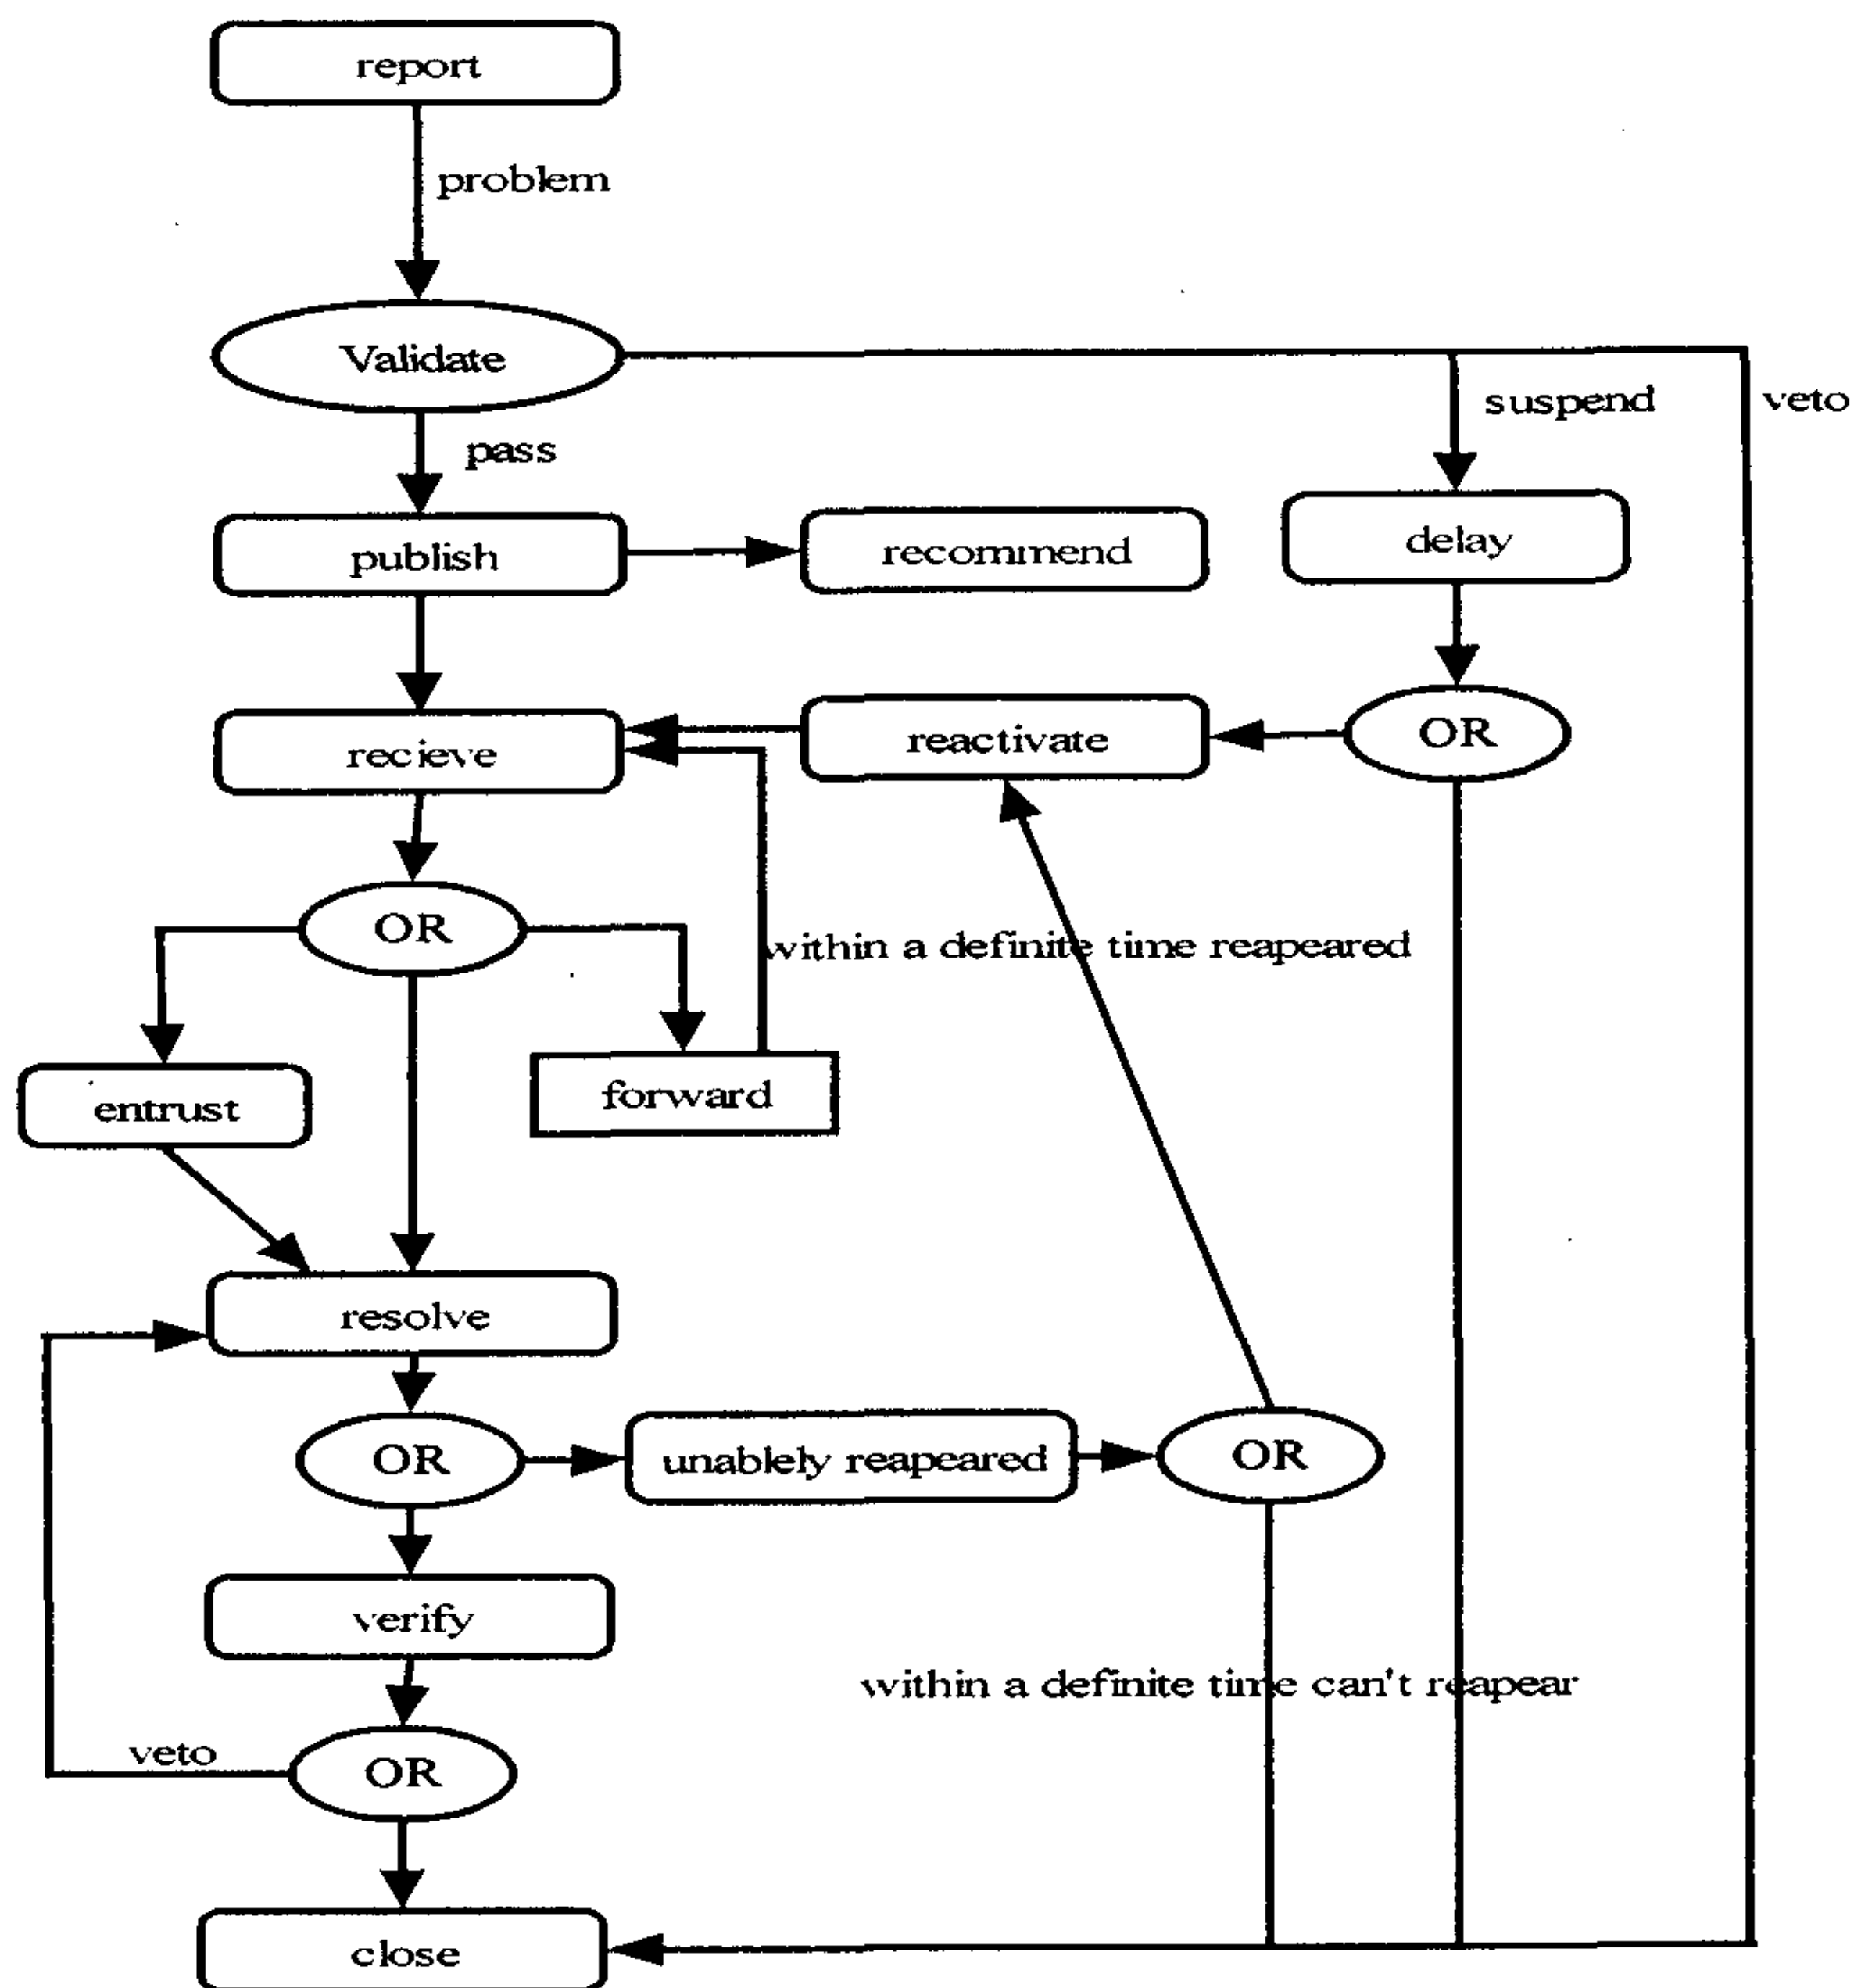 report
problem
Validate
suspend
veto
pass
publish
recommend
delay
recieve
reactivate
OR
OR
within a definite time reapeared
entrust
forward
resolve
OR
unablely reapeared
OR
verify
within a definite time can't reapear
veto
OR
close